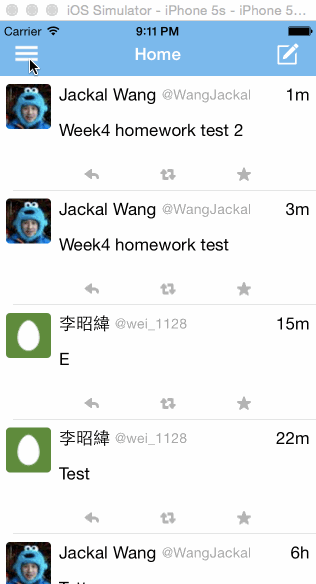 iOS Simulator - iPhone 5s - iPhone 5...
Carrier 9:11 PM
Home
Jackal Wang @WangJackal 1m
Week4 homework test 2
Jackal Wang @WangJackal 3m
Week4 homework test
李昭緯 @wei_1128 15m
E
李昭緯 @wei_1128 22m
Test
Jackal Wang @WangJackal 6h